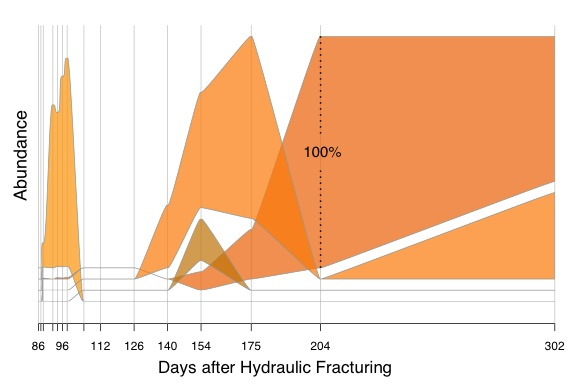 Abundance
100%
86 96 112 126 140 154 175 204 302
Days after Hydraulic Fracturing